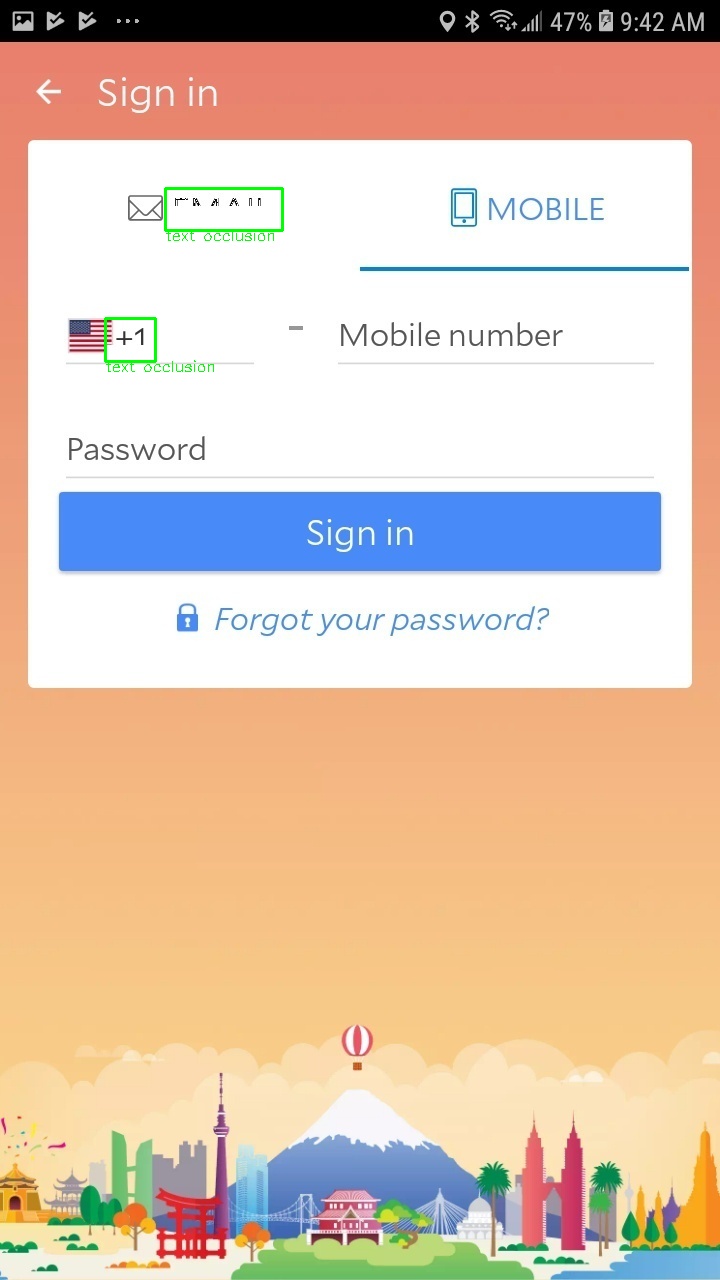 47% 9:42 AM
Sign in
MOBILE
text occlusion
+1 - Mobile number
text occlusion
Password
Sign in
Forgot your password?